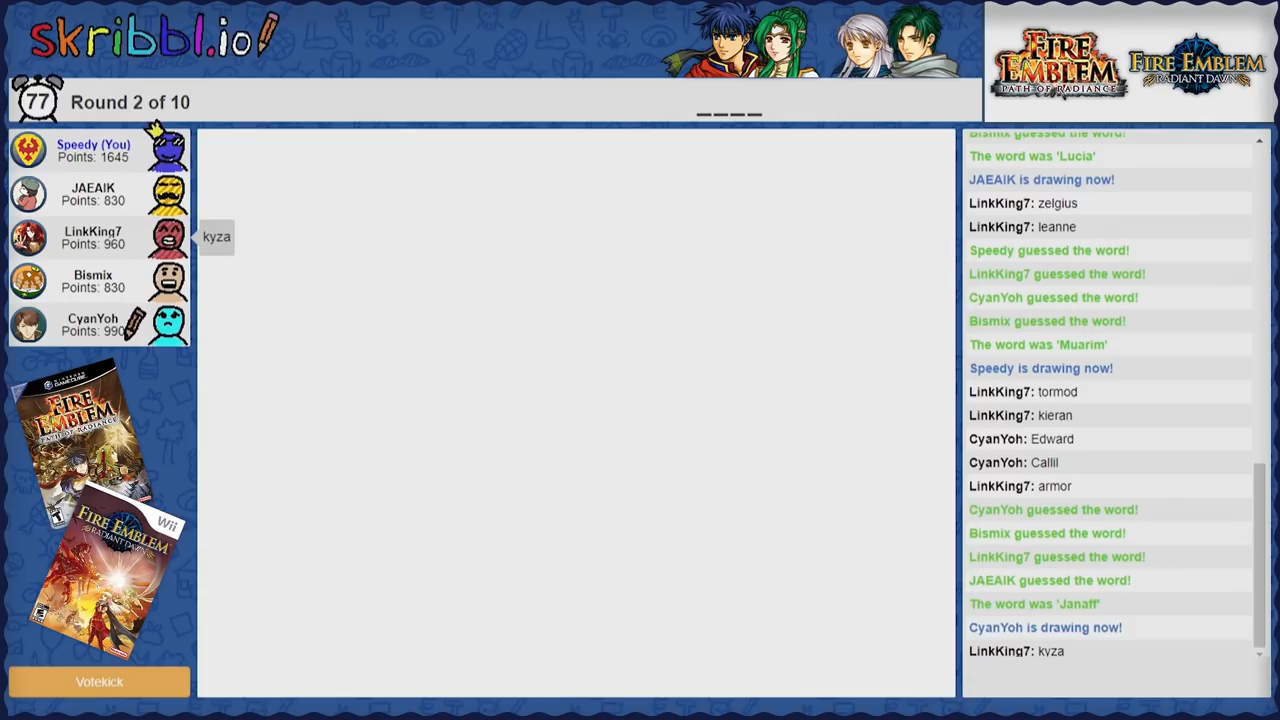 skribbl.io
FIRE EMBLEM
PATH OF RADIANCE
FIRE EMBLEM
RADIANT DAWN
77
Round 2 of 10
_ _ _ _
Speedy (You)
Points: 1645
JAEAIK
Points: 830
LinkKing7
Points: 960
Bismix
Points: 830
CyanYoh
Points: 990
kyza
NINTENDO
GAMECUBE
FIRE EMBLEM
PATH OF RADIANCE
T
Wii
FIRE EMBLEM
RADIANT DAWN
Votekick
Bismix guessed the word!
The word was 'Lucia'
JAEAIK is drawing now!
LinkKing7: zelgius
LinkKing7: leanne
Speedy guessed the word!
LinkKing7 guessed the word!
CyanYoh guessed the word!
Bismix guessed the word!
The word was 'Muarim'
Speedy is drawing now!
LinkKing7: tormod
LinkKing7: kieran
CyanYoh: Edward
CyanYoh: Callil
LinkKing7: armor
CyanYoh guessed the word!
Bismix guessed the word!
LinkKing7 guessed the word!
JAEAIK guessed the word!
The word was 'Janaff'
CyanYoh is drawing now!
LinkKing7: kyza